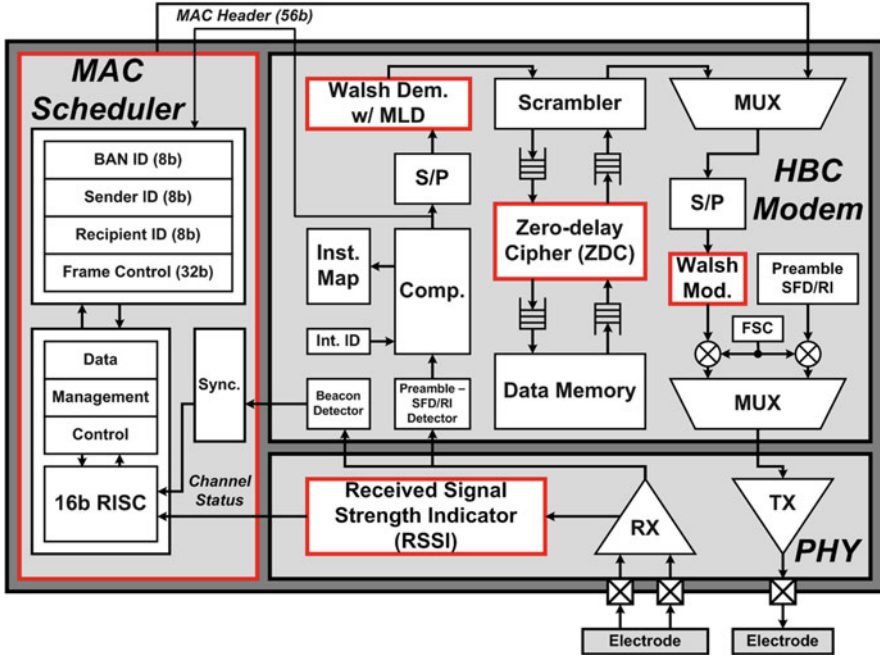 MAC Header (56b)
MAC
Scheduler
BAN ID (8b)
Sender ID (8b)
Recipient ID (8b)
Frame Control (32b)
Data
Management
Control
16b RISC
Sync.
Channel
Status
Walsh Dem.
w/ MLD
S/P
Inst.
Map
Comp.
Int. ID
Beacon
Detector
Preamble –
SFD/RI
Detector
Scrambler
Zero-delay
Cipher (ZDC)
Data Memory
MUX
HBC
Modem
S/P
Walsh
Mod.
Preamble
SFD/RI
FSC
MUX
Received Signal
Strength Indicator
(RSSI)
RX
TX
PHY
Electrode
Electrode